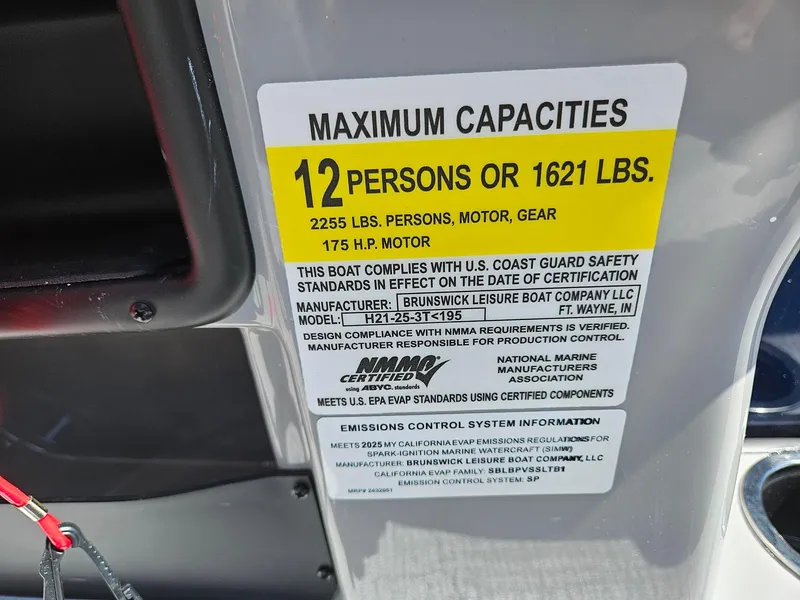 MAXIMUM CAPACITIES
12 PERSONS OR 1621 LBS.
2255 LBS. PERSONS, MOTOR, GEAR
175 H.P. MOTOR
THIS BOAT COMPLIES WITH U.S. COAST GUARD SAFETY
STANDARDS IN EFFECT ON THE DATE OF CERTIFICATION
MANUFACTURER: BRUNSWICK LEISURE BOAT COMPANY LLC
FT. WAYNE, IN
MODEL: H21-25-3T<195
DESIGN COMPLIANCE WITH NMMA REQUIREMENTS IS VERIFIED.
MANUFACTURER RESPONSIBLE FOR PRODUCTION CONTROL.
NMMA
CERTIFIED
using ABYC. standards
NATIONAL MARINE
MANUFACTURERS
ASSOCIATION
MEETS U.S. EPA EVAP STANDARDS USING CERTIFIED COMPONENTS
EMISSIONS CONTROL SYSTEM INFORMATION
MEETS 2025 MY CALIFORNIA EVAP EMISSIONS REGULATIONS FOR
SPARK-IGNITION MARINE WATERCRAFT (SIMW)
MANUFACTURER: BRUNSWICK LEISURE BOAT COMPANY, LLC
CALIFORNIA EVAP FAMILY: SBLBPVSSLTB1
EMISSION CONTROL SYSTEM: SP